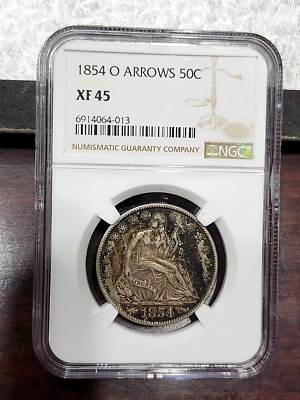 1854 O ARROWS 50C
XF 45
6914064-013
NUMISMATIC GUARANTY COMPANY
NGC
1854